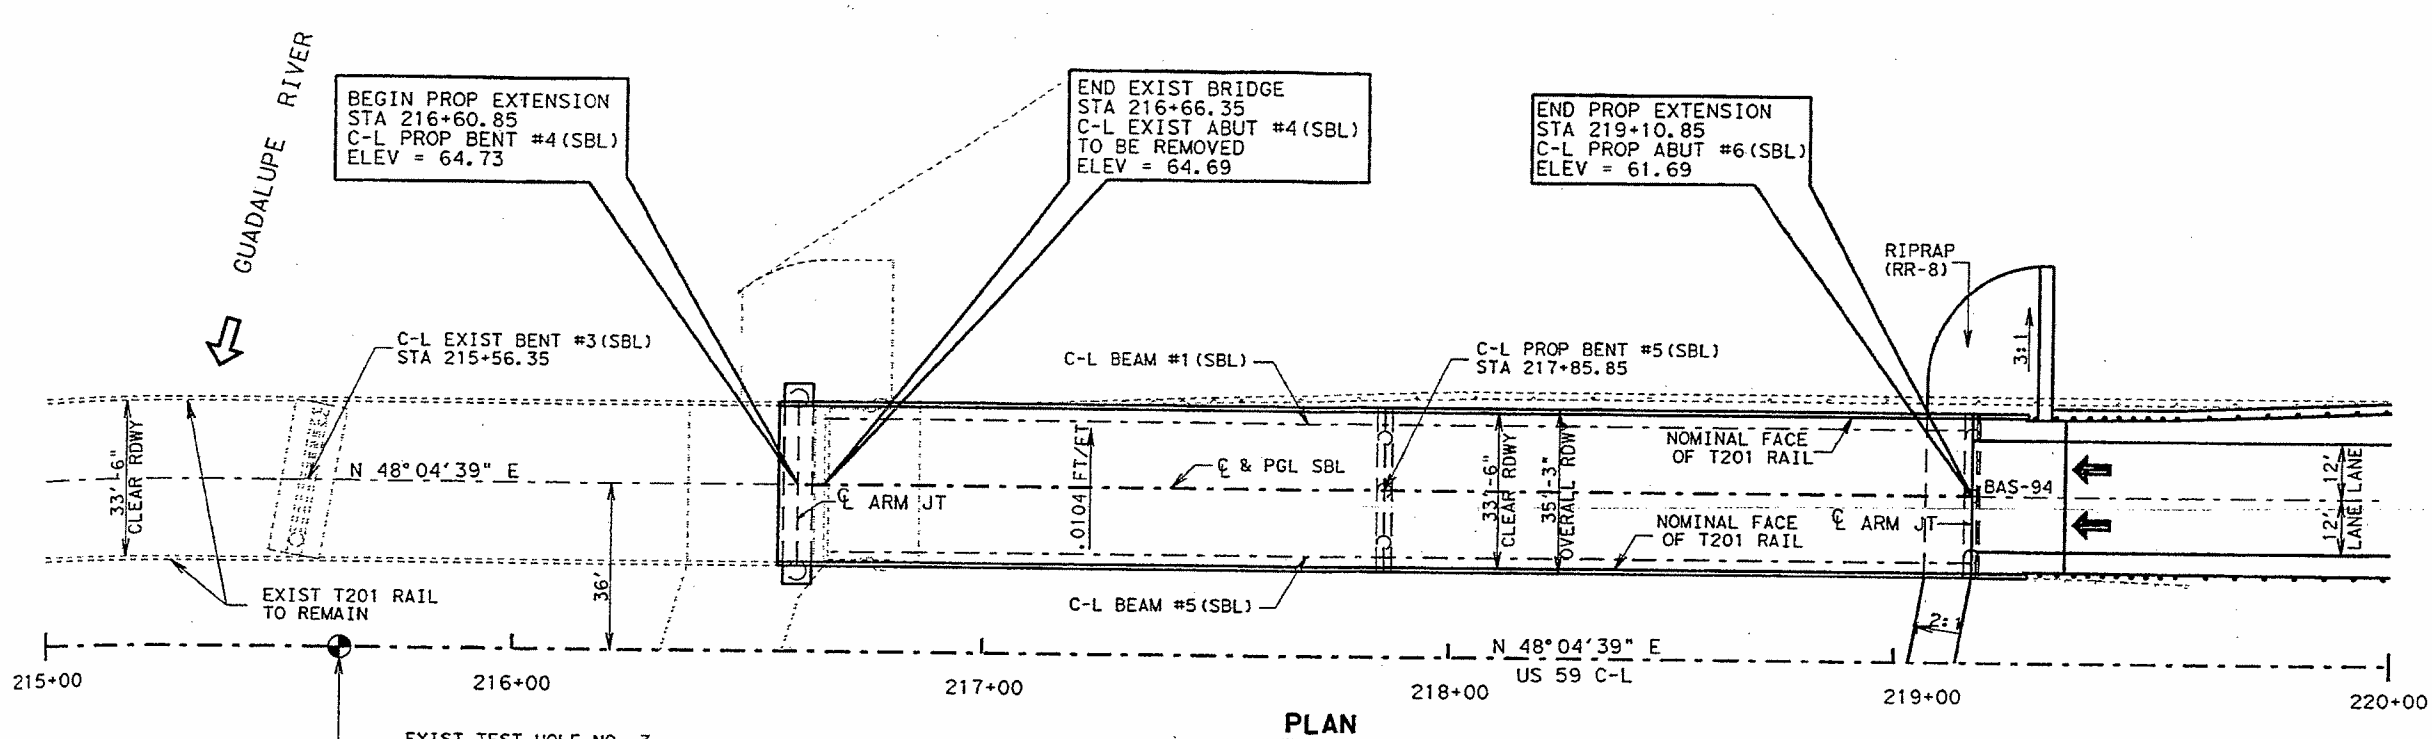 GUADALUPE RIVER
BEGIN PROP EXTENSION
STA 216+60.85
C-L PROP BENT #4(SBL)
ELEV = 64.73
END EXIST BRIDGE
STA 216+66.35
C-L EXIST ABUT #4(SBL)
TO BE REMOVED
ELEV = 64.69
END PROP EXTENSION
STA 219+10.85
C-L PROP ABUT #6(SBL)
ELEV = 61.69
RIPRAP
(RR-8)
3:1
C-L EXIST BENT #3(SBL)
STA 215+56.35
C-L BEAM #1(SBL)
C-L PROP BENT #5(SBL)
STA 217+85.85
33'-6"
CLEAR RDWY
N 48°04'39" E
℄ ARM JT
.0104 FT/FT
℄ & PGL SBL
33'-6"
CLEAR RDWY
35'-3"
OVERALL RDWY
NOMINAL FACE
OF T201 RAIL
NOMINAL FACE
OF T201 RAIL
℄ ARM JT
BAS-94
12'
LANE
12'
LANE
EXIST T201 RAIL
TO REMAIN
36'
C-L BEAM #5(SBL)
2:1
N 48°04'39" E
US 59 C-L
215+00
216+00
217+00
218+00
219+00
220+00
PLAN
EXIST TEST HOLE NO. 3